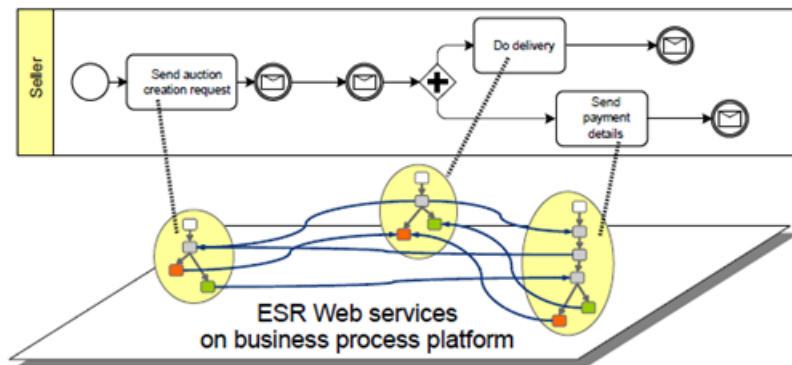 Seller
Send auction
creation request
Do delivery
Send
payment
details
ESR Web services
on business process platform